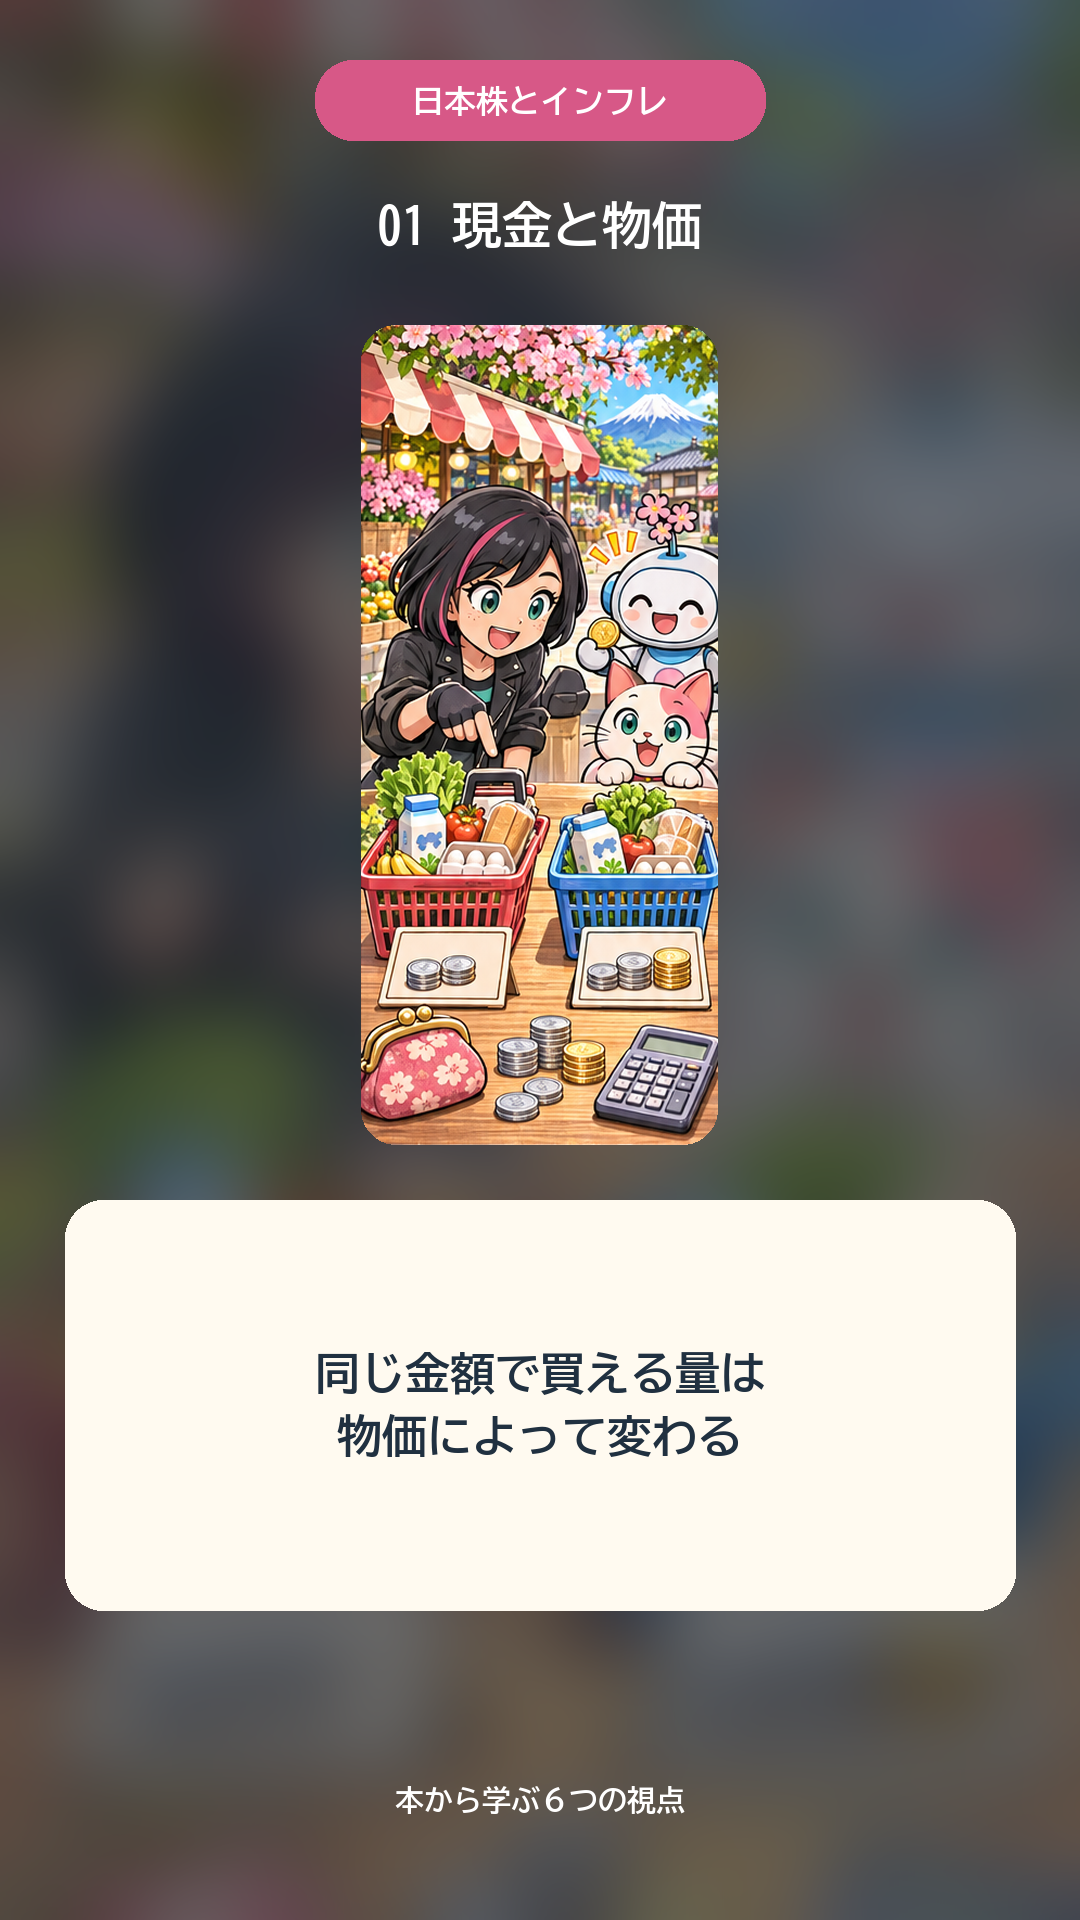 日本株とインフレ
01 現金と物価
同じ金額で買える量は
物価によって変わる
本から学ぶ６つの視点